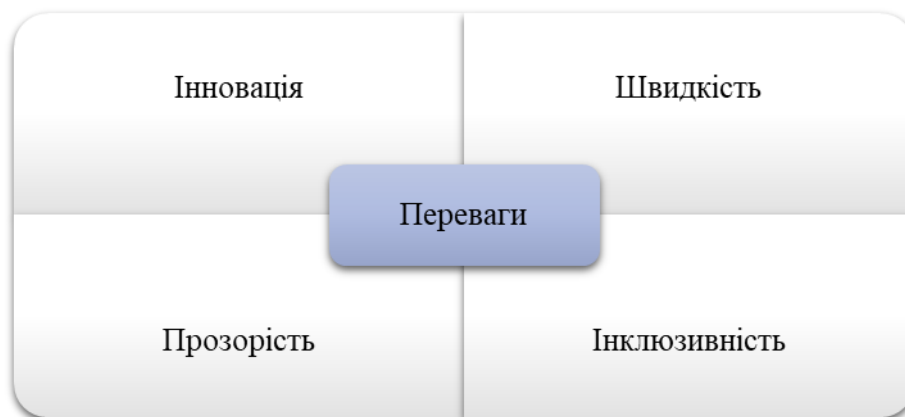 Інновація
Швидкість
Переваги
Прозорість
Інклюзивність